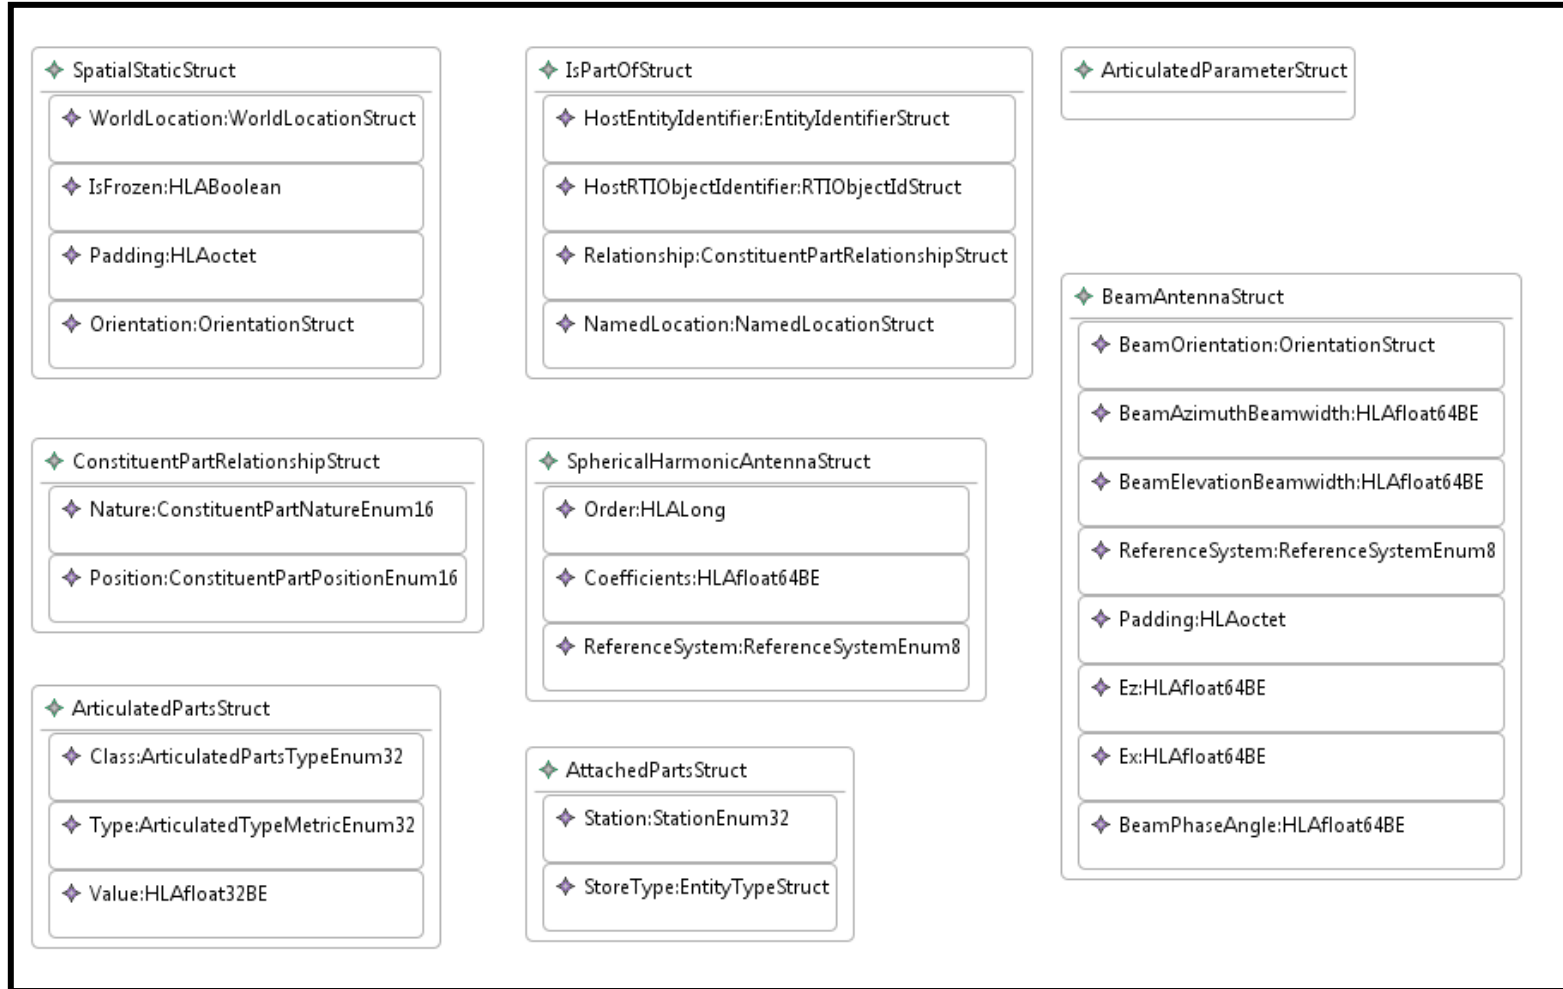 SpatialStaticStruct
WorldLocation:WorldLocationStruct
IsFrozen:HLABoolean
Padding:HLAoctet
Orientation:OrientationStruct
IsPartOfStruct
HostEntityIdentifier:EntityIdentifierStruct
HostRTIObjectIdentifier:RTIObjectIdStruct
Relationship:ConstituentPartRelationshipStruct
NamedLocation:NamedLocationStruct
ArticulatedParameterStruct
ConstituentPartRelationshipStruct
Nature:ConstituentPartNatureEnum16
Position:ConstituentPartPositionEnum16
SphericalHarmonicAntennaStruct
Order:HLALong
Coefficients:HLAfloat64BE
ReferenceSystem:ReferenceSystemEnum8
BeamAntennaStruct
BeamOrientation:OrientationStruct
BeamAzimuthBeamwidth:HLAfloat64BE
BeamElevationBeamwidth:HLAfloat64BE
ReferenceSystem:ReferenceSystemEnum8
Padding:HLAoctet
Ez:HLAfloat64BE
Ex:HLAfloat64BE
BeamPhaseAngle:HLAfloat64BE
ArticulatedPartsStruct
Class:ArticulatedPartsTypeEnum32
Type:ArticulatedTypeMetricEnum32
Value:HLAfloat32BE
AttachedPartsStruct
Station:StationEnum32
StoreType:EntityTypeStruct